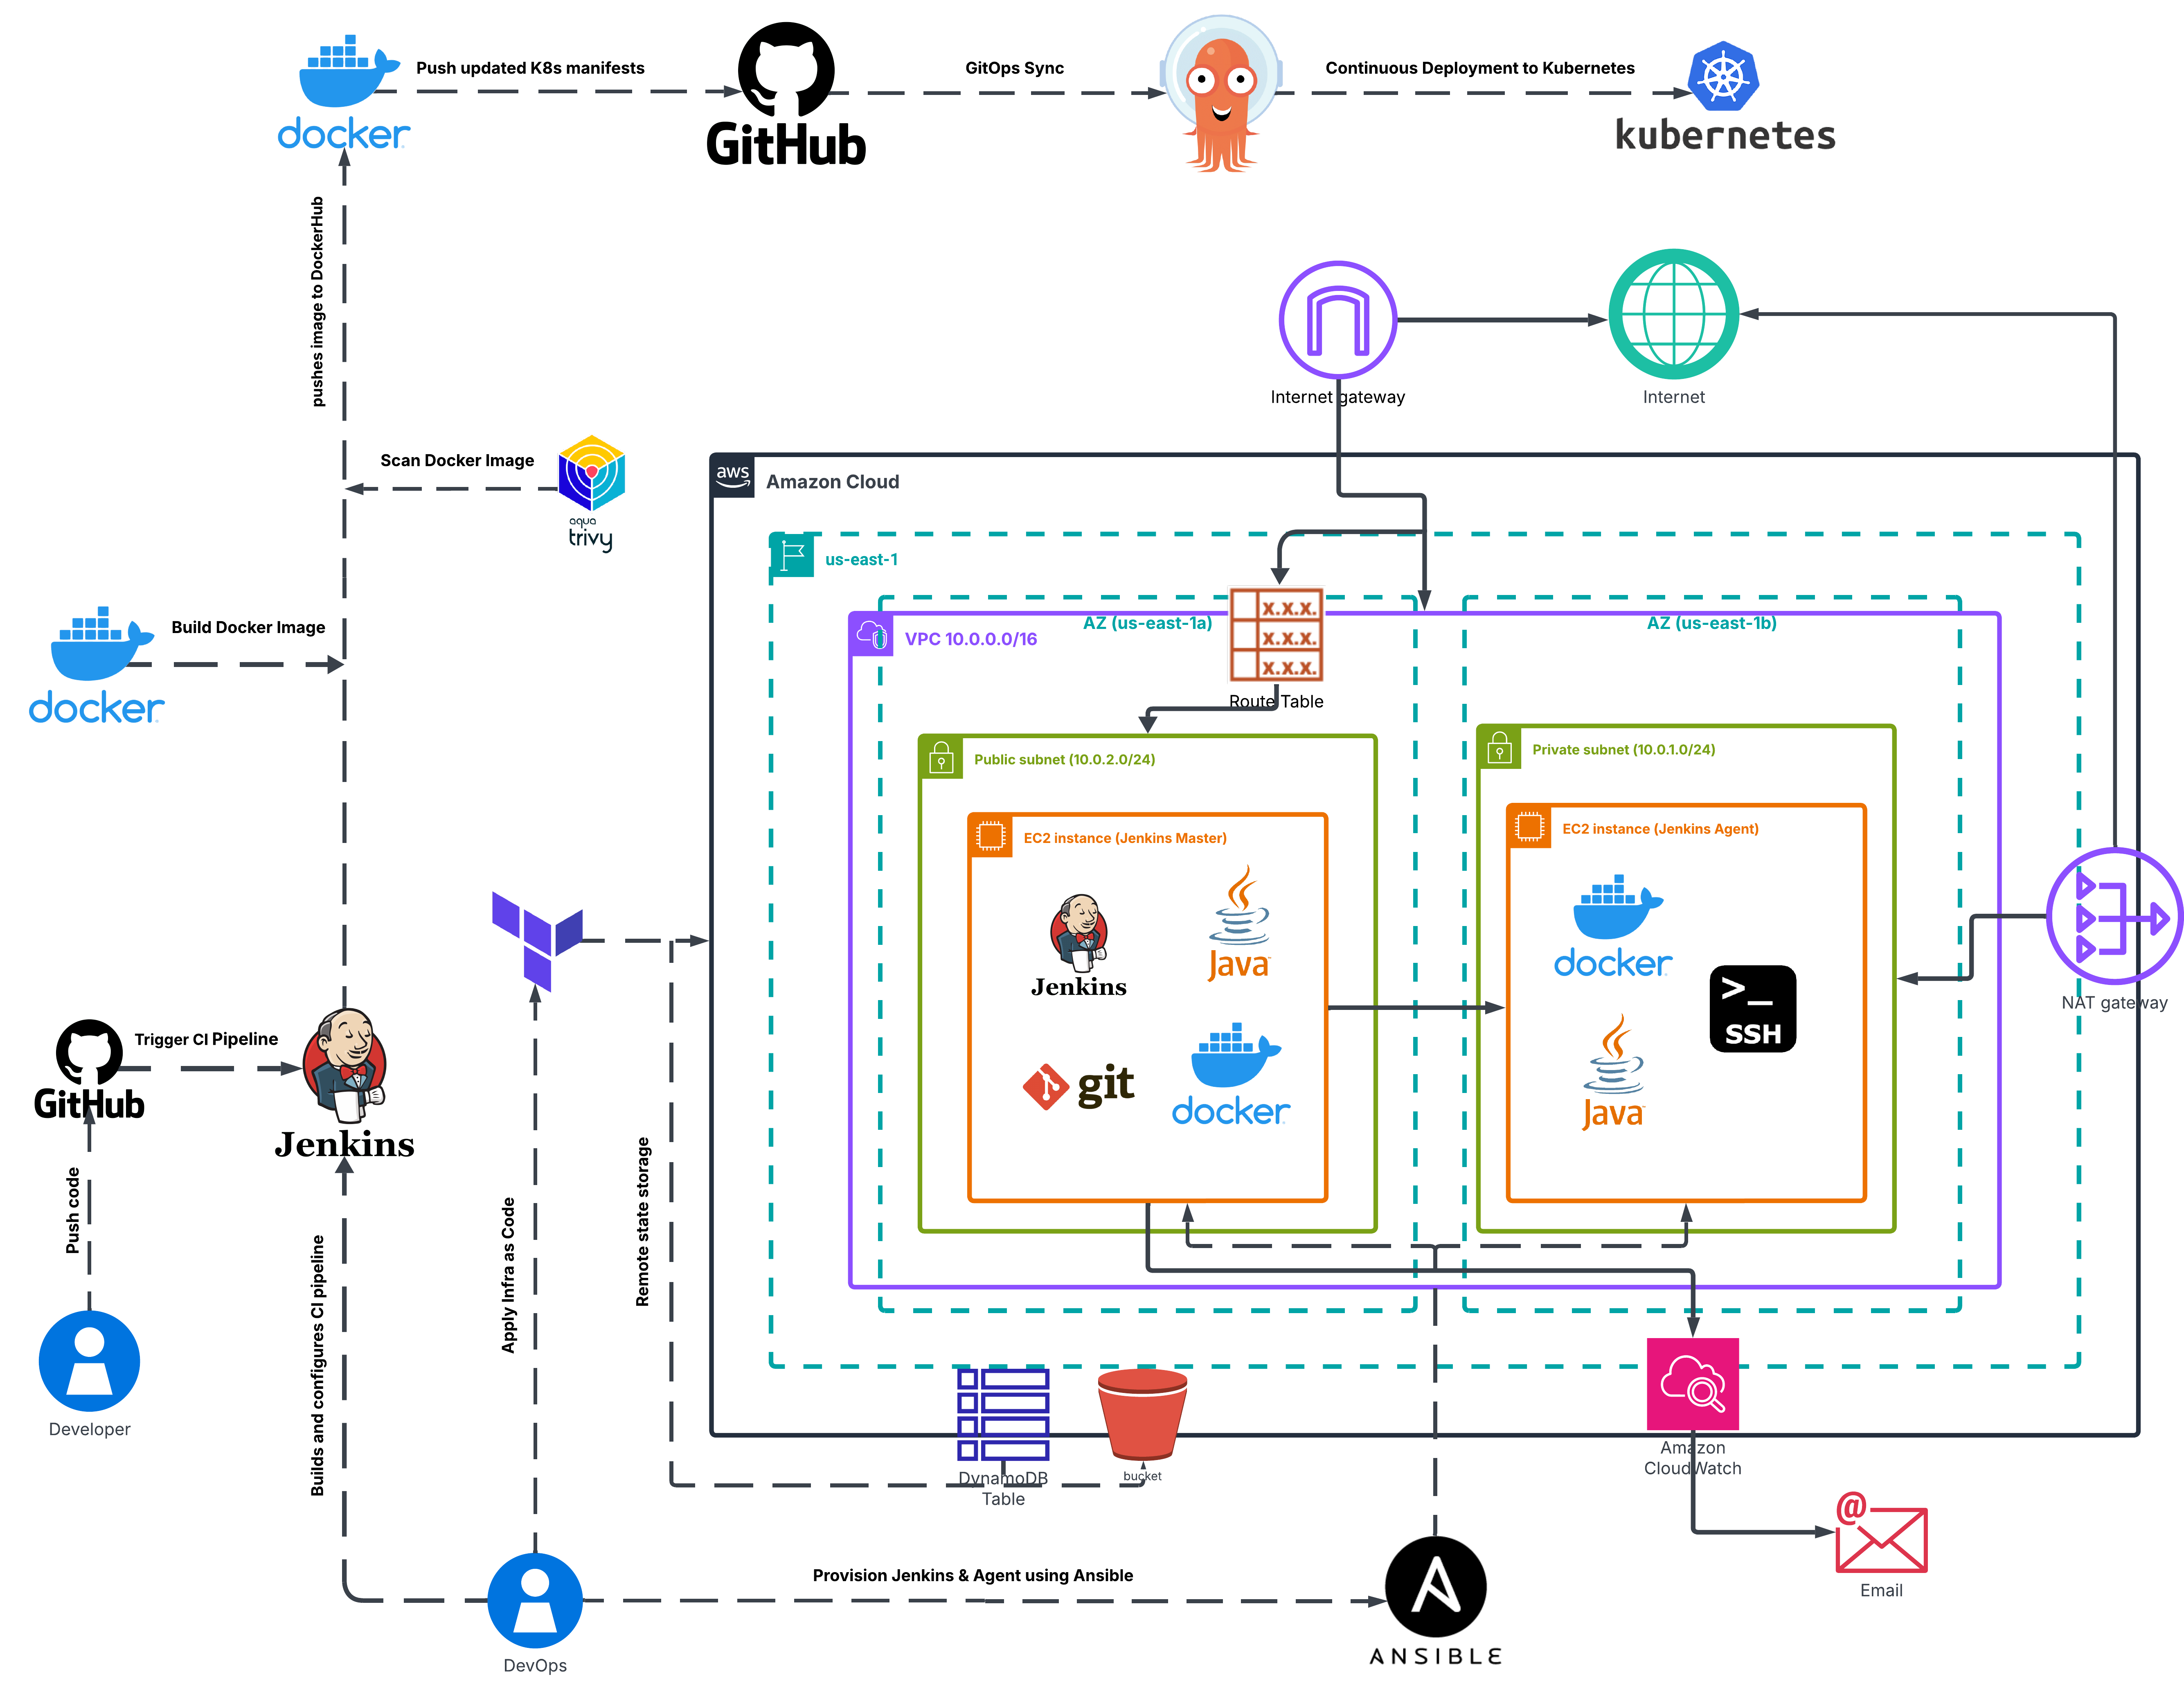 Push updated K8s manifests
GitOps Sync
Continuous Deployment to Kubernetes
docker
GitHub
kubernetes
pushes image to DockerHub
Internet gateway
Internet
Scan Docker Image
aqua
trivy
aws
Amazon Cloud
us-east-1
Build Docker Image
docker
VPC 10.0.0.0/16
AZ (us-east-1a)
AZ (us-east-1b)
X.X.X.
X.X.X.
X.X.X.
Route Table
Public subnet (10.0.2.0/24)
Private subnet (10.0.1.0/24)
EC2 instance (Jenkins Master)
EC2 instance (Jenkins Agent)
Jenkins
Java
docker
>_
SSH
git
docker
Java
NAT gateway
Trigger CI Pipeline
GitHub
Jenkins
Push code
Builds and configures CI pipeline
Apply Infra as Code
Remote state storage
Developer
DynamoDB
Table
bucket
Amazon
CloudWatch
@
Email
Provision Jenkins & Agent using Ansible
DevOps
A
ANSIBLE